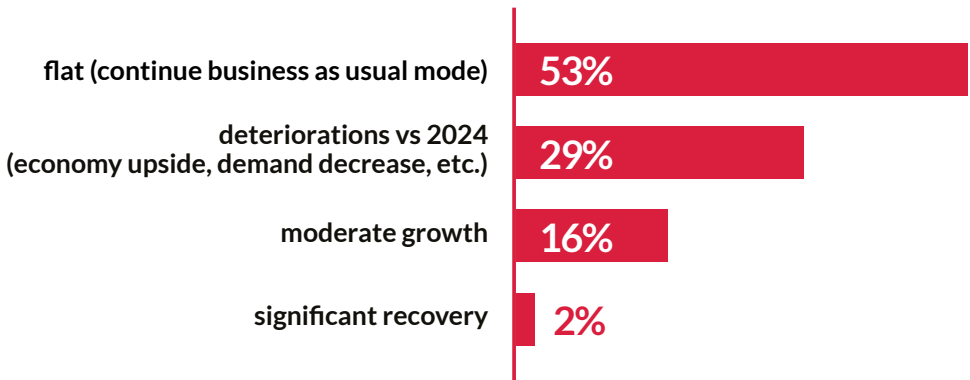 flat (continue business as usual mode)
53%
deteriorations vs 2024
(economy upside, demand decrease, etc.)
29%
moderate growth
16%
significant recovery
2%